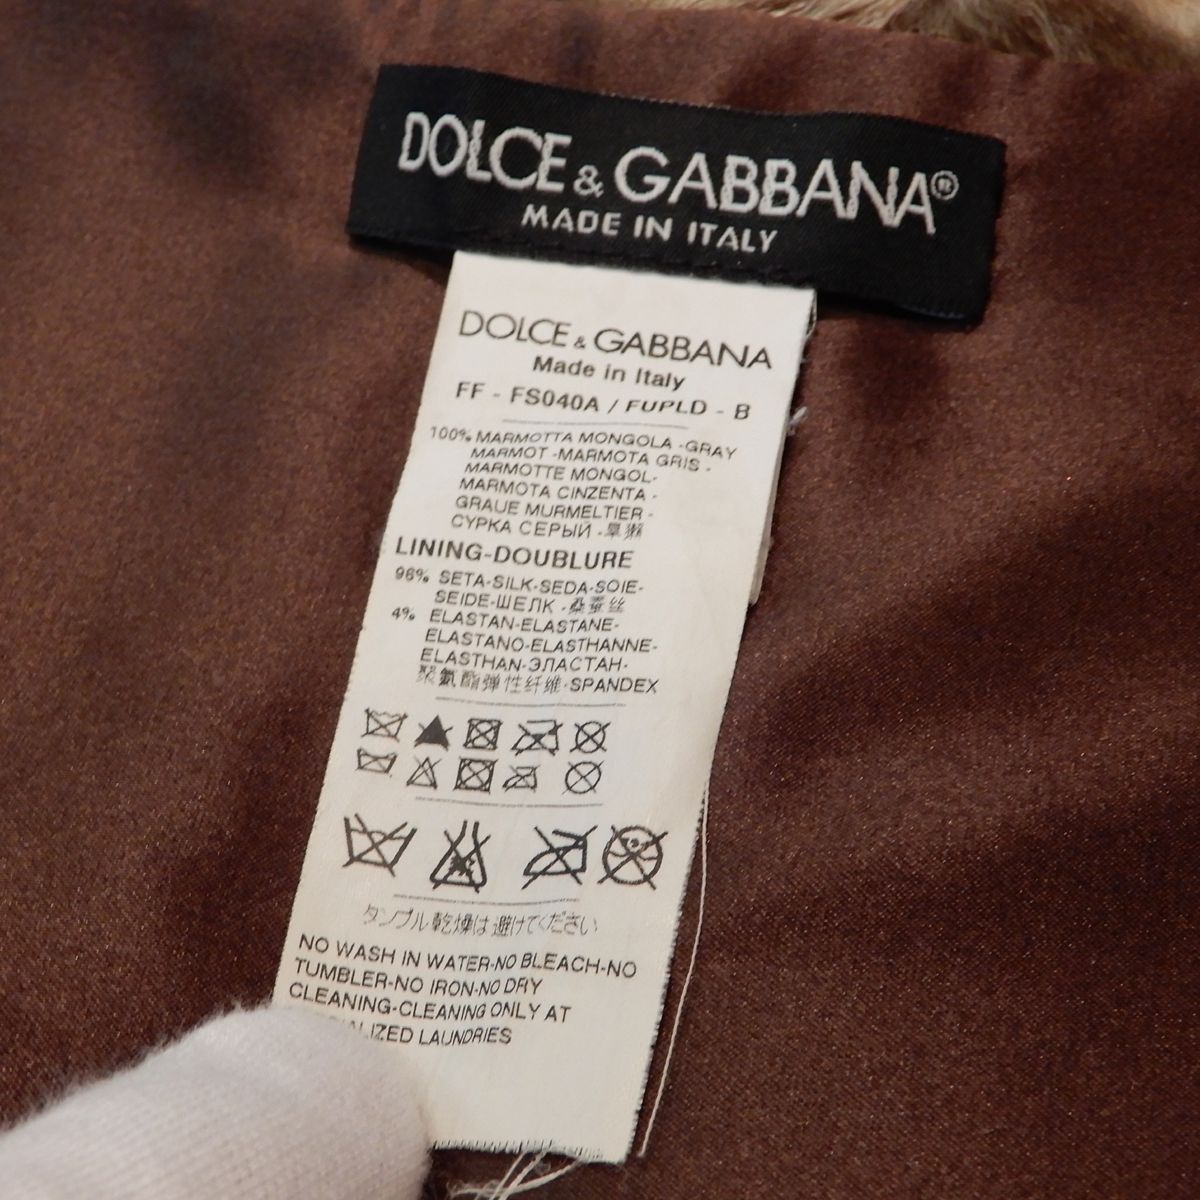 DOLCE & GABBANA®
MADE IN ITALY
DOLCE & GABBANA
Made in Italy
FF - FS040A / FUPLD - B
100% MARMOTTA MONGOLA -GRAY
MARMOT -MARMOTA GRIS -
MARMOTTE MONGOL-
MARMOTA CINZENTA -
GRAUE MURMELTIER -
СУРКА СЕРЫЙ -旱獭
LINING-DOUBLURE
96% SETA-SILK-SEDA-SOIE-
SEIDE-ШЕЛК -桑蚕丝
4% ELASTAN-ELASTANE-
ELASTANO-ELASTHANNE-
ELASTHAN-ЭЛАСТАН-
聚氨酯弹性纤维-SPANDEX
タンブル乾燥は避けてください
NO WASH IN WATER-NO BLEACH-NO
TUMBLER-NO IRON-NO DRY
CLEANING-CLEANING ONLY AT
LAUNDRIES